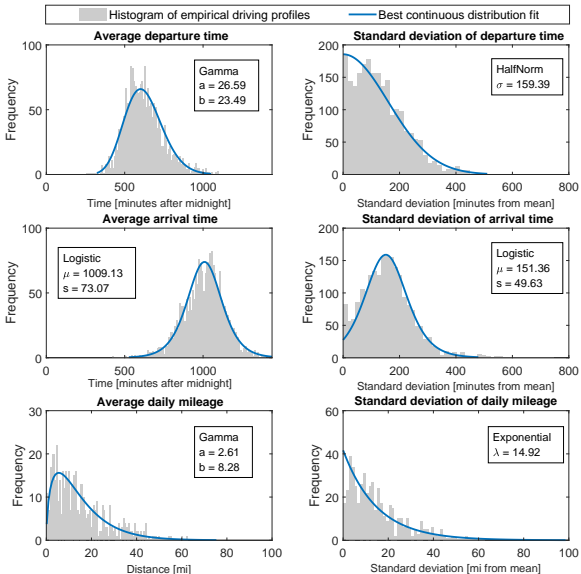 Histogram of empirical driving profiles Best continuous distribution fit
Average departure time
Frequency
100
50
0
0 500 1000
Time [minutes after midnight]
Gamma
a = 26.59
b = 23.49
Standard deviation of departure time
Frequency
200
150
100
50
0
0 200 400 600 800
Standard deviation [minutes from mean]
HalfNorm
σ = 159.39
Average arrival time
Frequency
100
50
0
0 500 1000
Time [minutes after midnight]
Logistic
μ = 1009.13
s = 73.07
Standard deviation of arrival time
Frequency
200
150
100
50
0
0 200 400 600 800
Standard deviation [minutes from mean]
Logistic
μ = 151.36
s = 49.63
Average daily mileage
Frequency
30
20
10
0
0 20 40 60 80 100
Distance [mi]
Gamma
a = 2.61
b = 8.28
Standard deviation of daily mileage
Frequency
60
40
20
0
0 20 40 60 80 100
Standard deviation [mi from mean]
Exponential
λ = 14.92